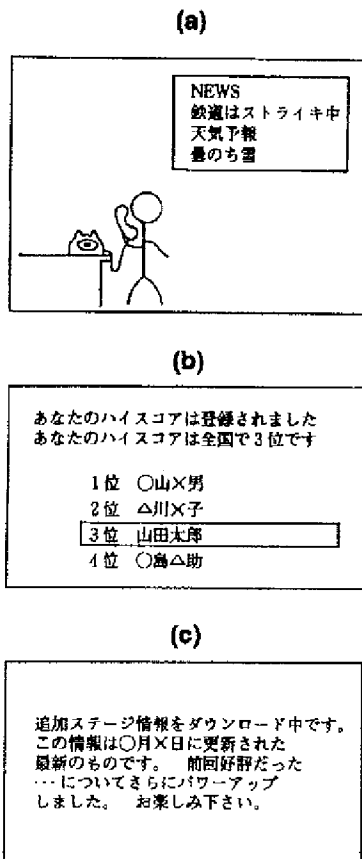 (a)
NEWS
鉄道はストライキ中
天気予報
曇のち雪
(b)
あなたのハイスコアは登録されました
あなたのハイスコアは全国で3位です
1位 ○山×男
2位 △川×子
3位 山田太郎
4位 ○島△助
(c)
追加ステージ情報をダウンロード中です。
この情報は○月×日に更新された
最新のものです。 前回好評だった
…についてさらにパワーアップ
しました。 お楽しみ下さい。